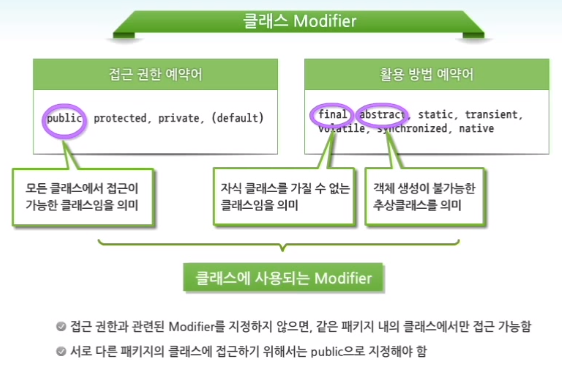 클래스 Modifier
접근 권한 예약어
public, protected, private, (default)
활용 방법 예약어
final, abstract, static, transient,
volatile, synchronized, native
모든 클래스에서 접근이
가능한 클래스임을 의미
자식 클래스를 가질 수 없는
클래스임을 의미
객체 생성이 불가능한
추상클래스를 의미
클래스에 사용되는 Modifier
접근 권한과 관련된 Modifier를 지정하지 않으면, 같은 패키지 내의 클래스에서만 접근 가능함
서로 다른 패키지의 클래스에 접근하기 위해서는 public으로 지정해야 함